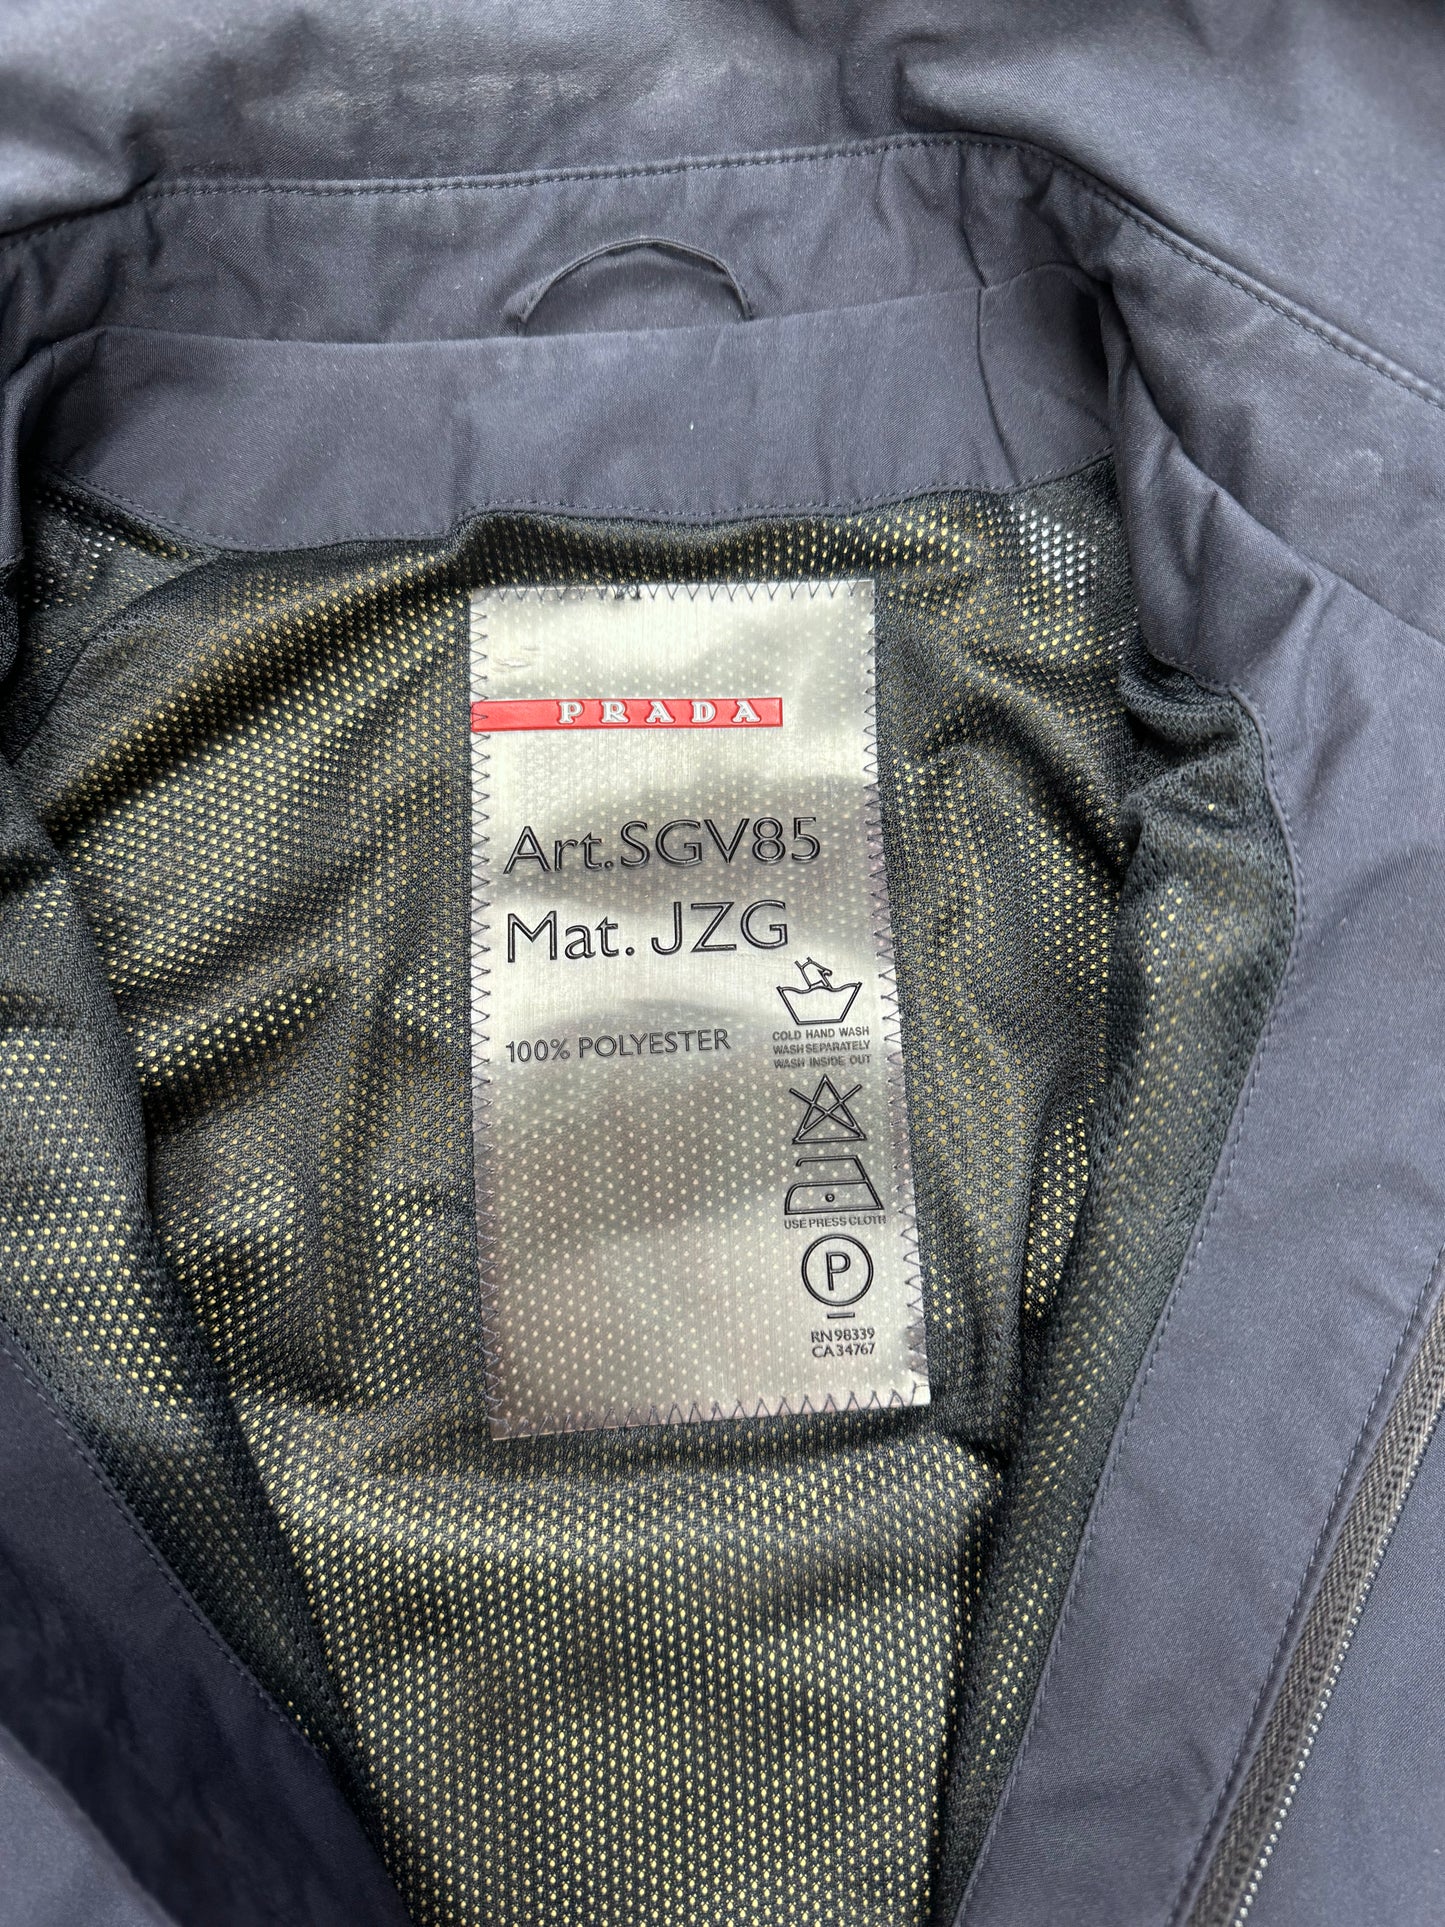 PRADA
Art.SGV85
Mat. JZG
100% POLYESTER
COLD HAND WASH
WASH SEPARATELY
WASH INSIDE OUT
USE PRESS CLOTH
P
RN 98339
CA 34767